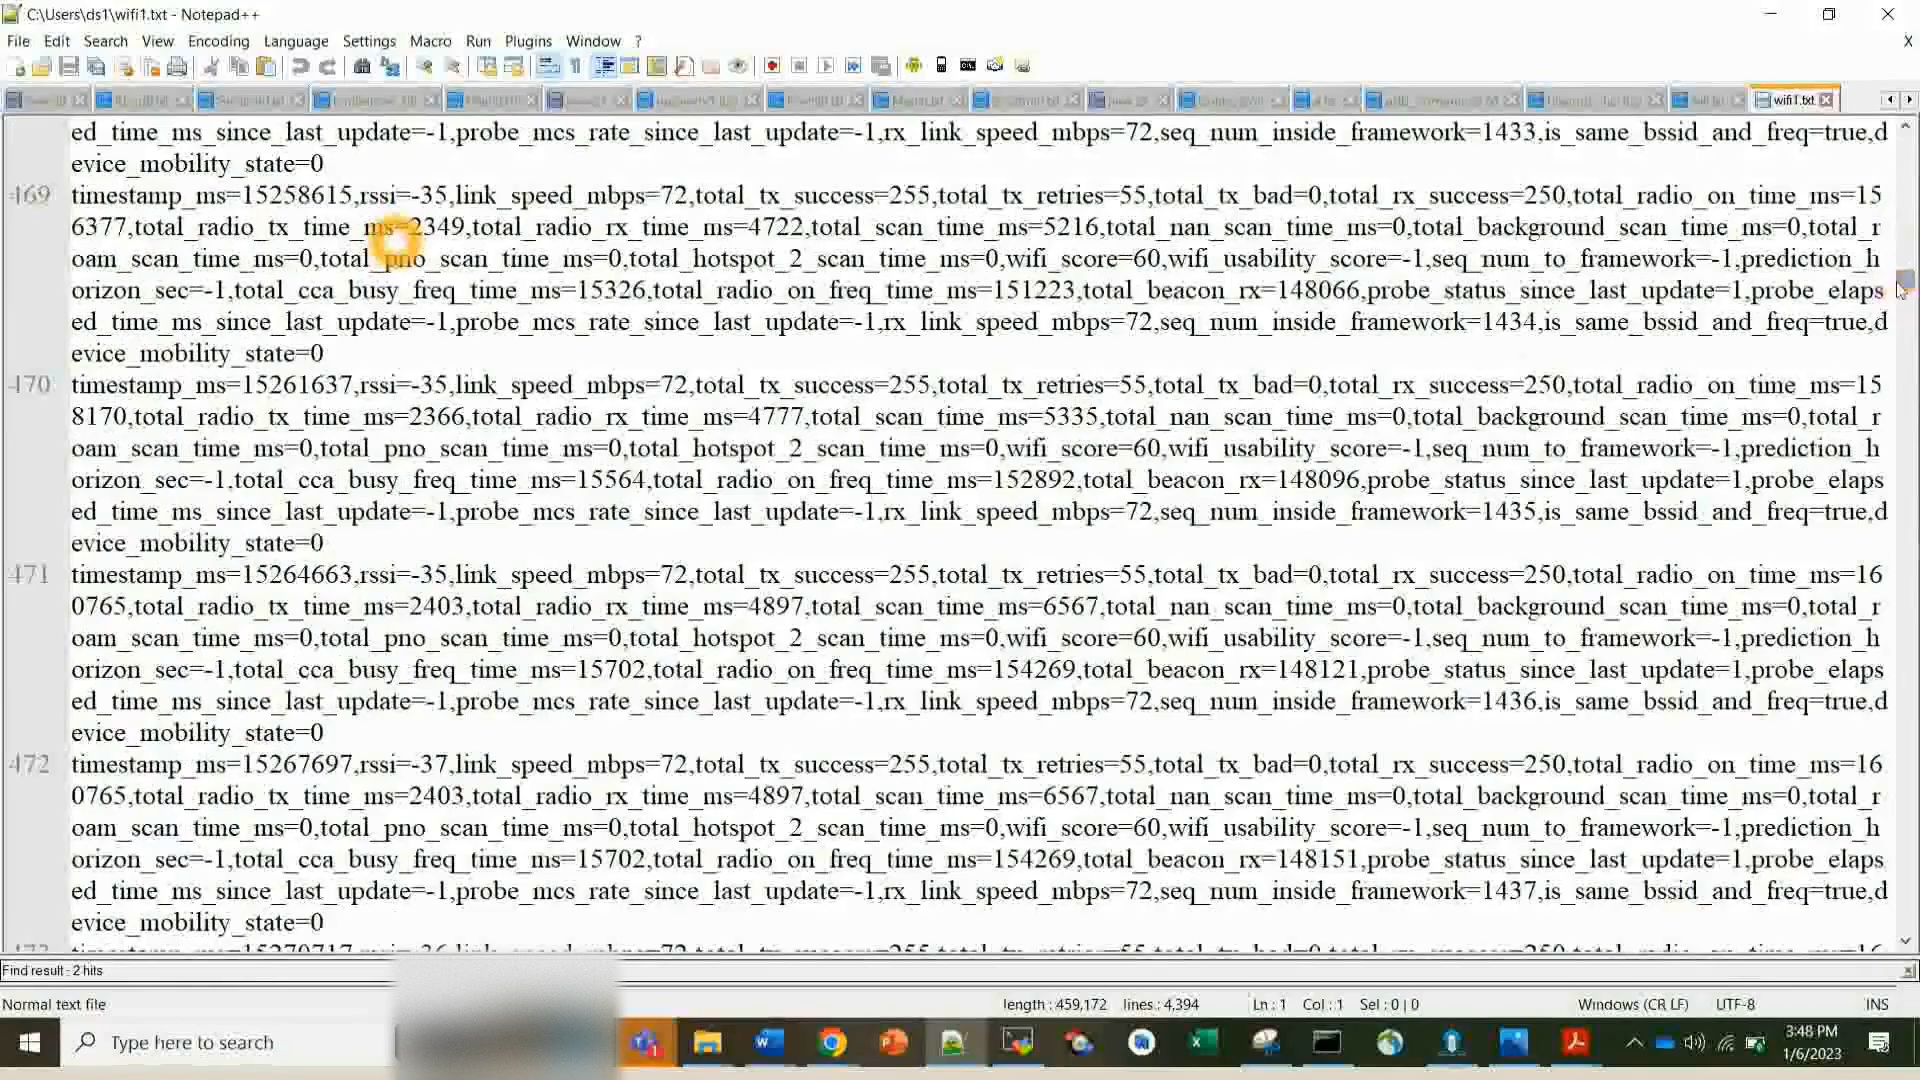 C:\Users\ds1\wifi1.txt - Notepad++
File Edit Search View Encoding Language Settings Macro Run Plugins Window ? X
wifi1.txt
ed_time_ms_since_last_update=-1,probe_mcs_rate_since_last_update=-1,rx_link_speed_mbps=72,seq_num_inside_framework=1433,is_same_bssid_and_freq=true,d
evice_mobility_state=0
469 timestamp_ms=15258615,rssi=-35,link_speed_mbps=72,total_tx_success=255,total_tx_retries=55,total_tx_bad=0,total_rx_success=250,total_radio_on_time_ms=15
6377,total_radio_tx_time_ms=2349,total_radio_rx_time_ms=4722,total_scan_time_ms=5216,total_nan_scan_time_ms=0,total_background_scan_time_ms=0,total_r
oam_scan_time_ms=0,total_pno_scan_time_ms=0,total_hotspot_2_scan_time_ms=0,wifi_score=60,wifi_usability_score=-1,seq_num_to_framework=-1,prediction_h
orizon_sec=-1,total_cca_busy_freq_time_ms=15326,total_radio_on_freq_time_ms=151223,total_beacon_rx=148066,probe_status_since_last_update=1,probe_elaps
ed_time_ms_since_last_update=-1,probe_mcs_rate_since_last_update=-1,rx_link_speed_mbps=72,seq_num_inside_framework=1434,is_same_bssid_and_freq=true,d
evice_mobility_state=0
470 timestamp_ms=15261637,rssi=-35,link_speed_mbps=72,total_tx_success=255,total_tx_retries=55,total_tx_bad=0,total_rx_success=250,total_radio_on_time_ms=15
8170,total_radio_tx_time_ms=2366,total_radio_rx_time_ms=4777,total_scan_time_ms=5335,total_nan_scan_time_ms=0,total_background_scan_time_ms=0,total_r
oam_scan_time_ms=0,total_pno_scan_time_ms=0,total_hotspot_2_scan_time_ms=0,wifi_score=60,wifi_usability_score=-1,seq_num_to_framework=-1,prediction_h
orizon_sec=-1,total_cca_busy_freq_time_ms=15564,total_radio_on_freq_time_ms=152892,total_beacon_rx=148096,probe_status_since_last_update=1,probe_elaps
ed_time_ms_since_last_update=-1,probe_mcs_rate_since_last_update=-1,rx_link_speed_mbps=72,seq_num_inside_framework=1435,is_same_bssid_and_freq=true,d
evice_mobility_state=0
471 timestamp_ms=15264663,rssi=-35,link_speed_mbps=72,total_tx_success=255,total_tx_retries=55,total_tx_bad=0,total_rx_success=250,total_radio_on_time_ms=16
0765,total_radio_tx_time_ms=2403,total_radio_rx_time_ms=4897,total_scan_time_ms=6567,total_nan_scan_time_ms=0,total_background_scan_time_ms=0,total_r
oam_scan_time_ms=0,total_pno_scan_time_ms=0,total_hotspot_2_scan_time_ms=0,wifi_score=60,wifi_usability_score=-1,seq_num_to_framework=-1,prediction_h
orizon_sec=-1,total_cca_busy_freq_time_ms=15702,total_radio_on_freq_time_ms=154269,total_beacon_rx=148121,probe_status_since_last_update=1,probe_elaps
ed_time_ms_since_last_update=-1,probe_mcs_rate_since_last_update=-1,rx_link_speed_mbps=72,seq_num_inside_framework=1436,is_same_bssid_and_freq=true,d
evice_mobility_state=0
472 timestamp_ms=15267697,rssi=-37,link_speed_mbps=72,total_tx_success=255,total_tx_retries=55,total_tx_bad=0,total_rx_success=250,total_radio_on_time_ms=16
0765,total_radio_tx_time_ms=2403,total_radio_rx_time_ms=4897,total_scan_time_ms=6567,total_nan_scan_time_ms=0,total_background_scan_time_ms=0,total_r
oam_scan_time_ms=0,total_pno_scan_time_ms=0,total_hotspot_2_scan_time_ms=0,wifi_score=60,wifi_usability_score=-1,seq_num_to_framework=-1,prediction_h
orizon_sec=-1,total_cca_busy_freq_time_ms=15702,total_radio_on_freq_time_ms=154269,total_beacon_rx=148151,probe_status_since_last_update=1,probe_elaps
ed_time_ms_since_last_update=-1,probe_mcs_rate_since_last_update=-1,rx_link_speed_mbps=72,seq_num_inside_framework=1437,is_same_bssid_and_freq=true,d
evice_mobility_state=0
Find result - 2 hits
Normal text file length : 459,172 lines : 4,394 Ln : 1 Col : 1 Sel : 0 | 0 Windows (CR LF) UTF-8 INS
Type here to search 3:48 PM
1/6/2023